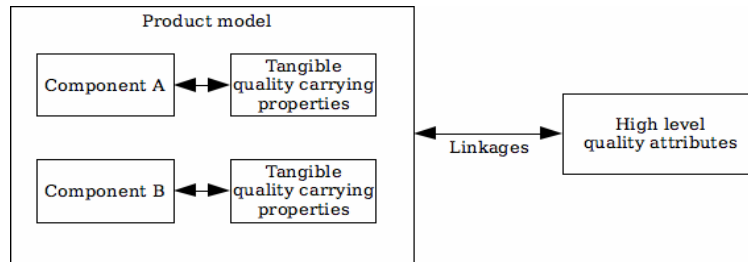 Product model
Component A
Tangible
quality carrying
properties
Linkages
High level
quality attributes
Component B
Tangible
quality carrying
properties